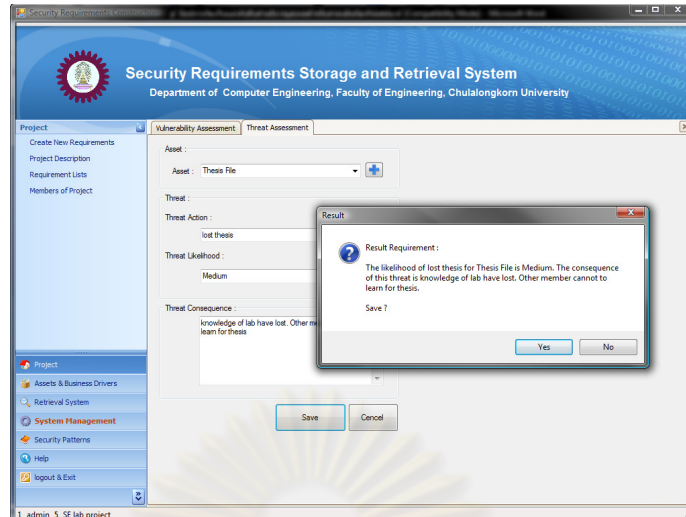 Security Requirements Construction
Security Requirements Storage and Retrieval System
Department of Computer Engineering, Faculty of Engineering, Chulalongkorn University
Project
Create New Requirements
Project Description
Requirement Lists
Members of Project
Vulnerability Assessment
Threat Assessment
Asset :
Asset : Thesis File
Threat :
Threat Action :
lost thesis
Threat Likelihood :
Medium
Threat Consequence :
knowledge of lab have lost. Other
learn for thesis
Save
Cencel
Result
Result Requirement :
The likelihood of lost thesis for Thesis File is Medium. The consequence
of this threat is knowledge of lab have lost. Other member cannot to
learn for thesis.
Save ?
Yes
No
Project
Assets & Business Drivers
Retrieval System
System Management
Security Patterns
Help
logout & Exit
1 admin 5 SE lab project